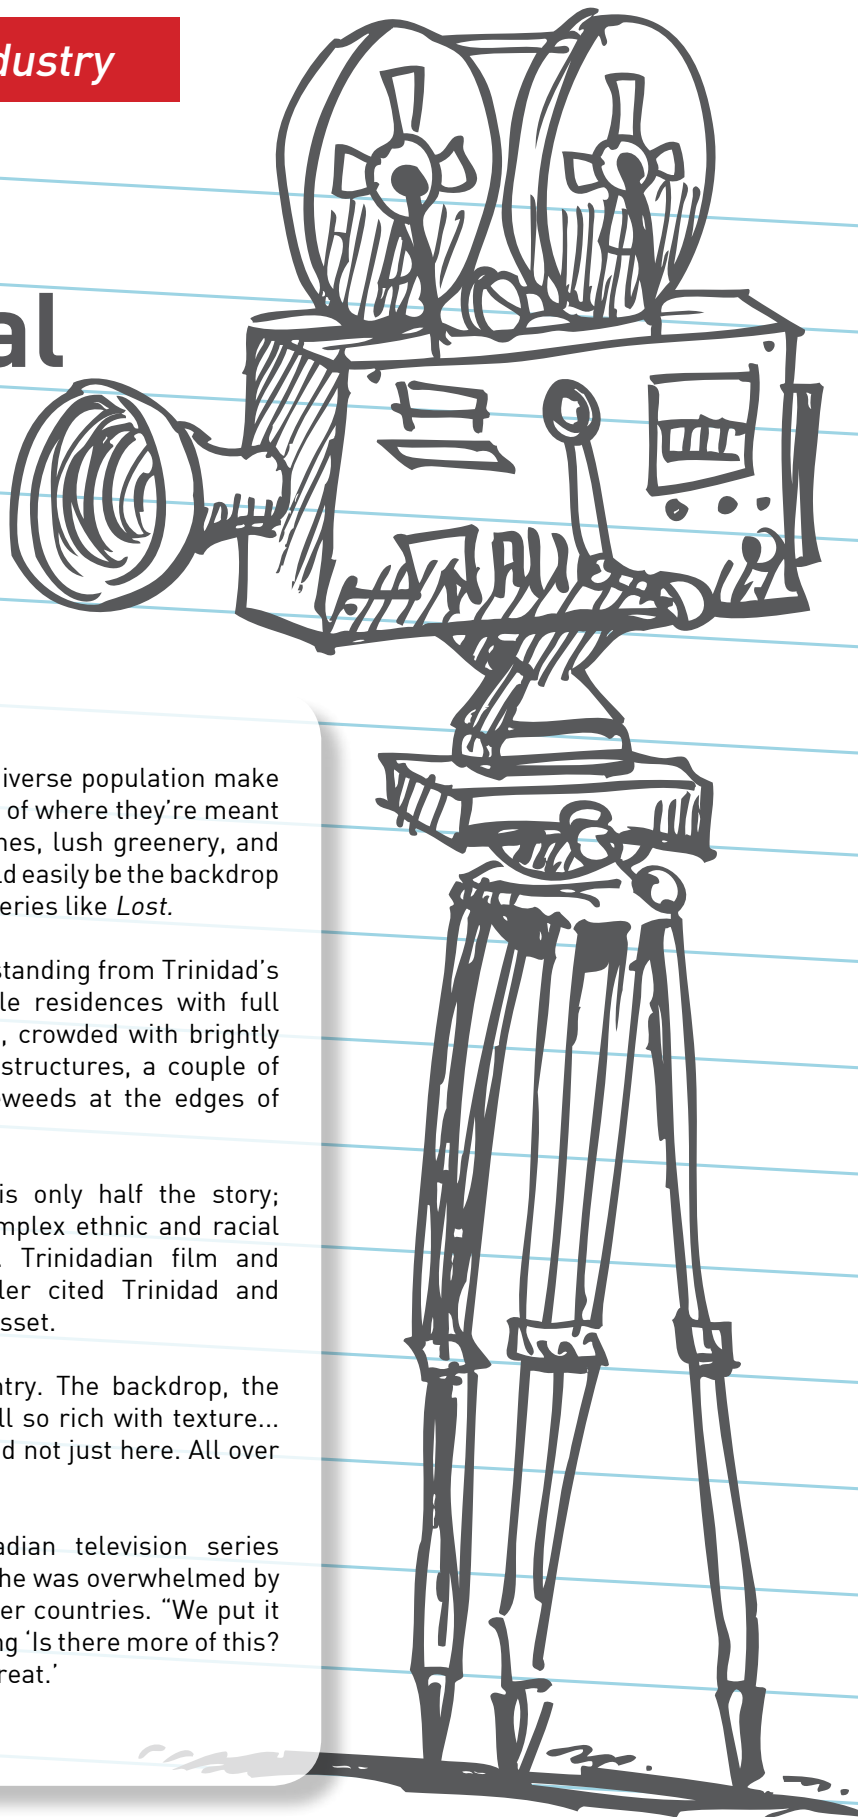 dustry
al
iverse population make
of where they're meant
nes, lush greenery, and
ld easily be the backdrop
eries like Lost.
standing from Trinidad's
le residences with full
, crowded with brightly
structures, a couple of
weeds at the edges of
is only half the story;
mplex ethnic and racial
Trinidadian film and
ler cited Trinidad and
sset.
ntry. The backdrop, the
ll so rich with texture...
d not just here. All over
adian television series
he was overwhelmed by
er countries. “We put it
ng ‘Is there more of this?
reat.’